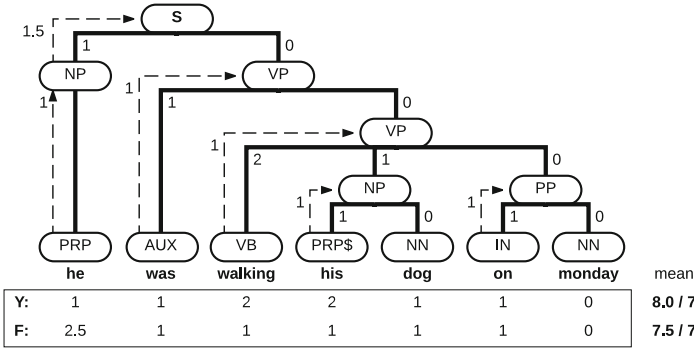 S
1.5 1 0
NP VP
1 1 1 0
VP
1 2 1 0
NP PP
1 1 0 1 1 0
PRP AUX VB PRP$ NN IN NN
he was walking his dog on monday mean
Y: 1 1 2 2 1 1 0 8.0 / 7
F: 2.5 1 1 1 1 1 0 7.5 / 7